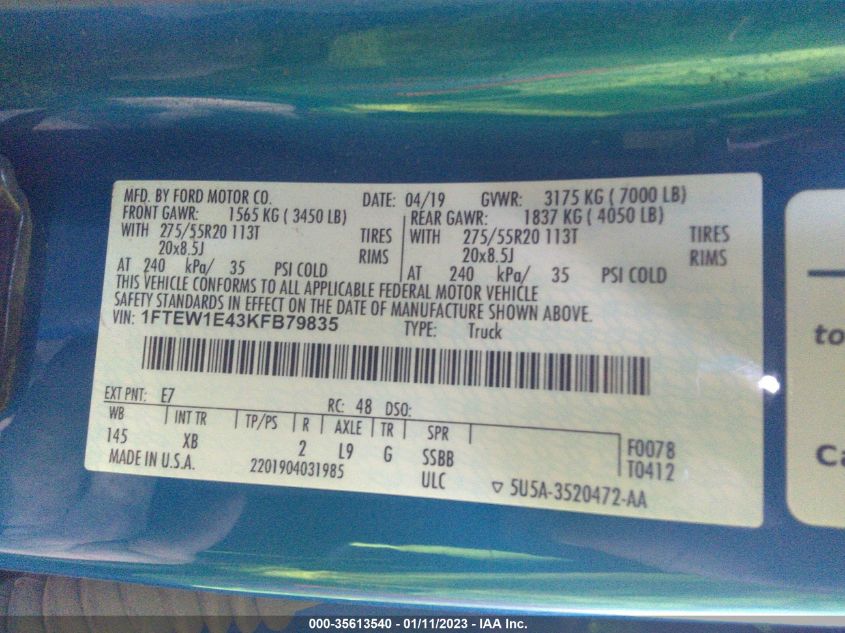 MFD. BY FORD MOTOR CO. DATE: 04/19 GVWR: 3175 KG ( 7000 LB)
FRONT GAWR: 1565 KG ( 3450 LB) REAR GAWR: 1837 KG ( 4050 LB)
WITH 275/55R20 113T TIRES WITH 275/55R20 113T TIRES
20x8.5J RIMS 20x8.5J RIMS
AT 240 kPa/ 35 PSI COLD AT 240 kPa/ 35 PSI COLD
THIS VEHICLE CONFORMS TO ALL APPLICABLE FEDERAL MOTOR VEHICLE
SAFETY STANDARDS IN EFFECT ON THE DATE OF MANUFACTURE SHOWN ABOVE.
VIN: 1FTEW1E43KFB79835 TYPE: Truck
EXT PNT: E7 RC: 48 DSO:
WB INT TR TP/PS R AXLE TR SPR
145 XB 2 L9 G SSBB F0078
MADE IN U.S.A. 2201904031985 ULC T0412
5U5A-3520472-AA
to
Ca
000-35613540 - 01/11/2023 - IAA Inc.